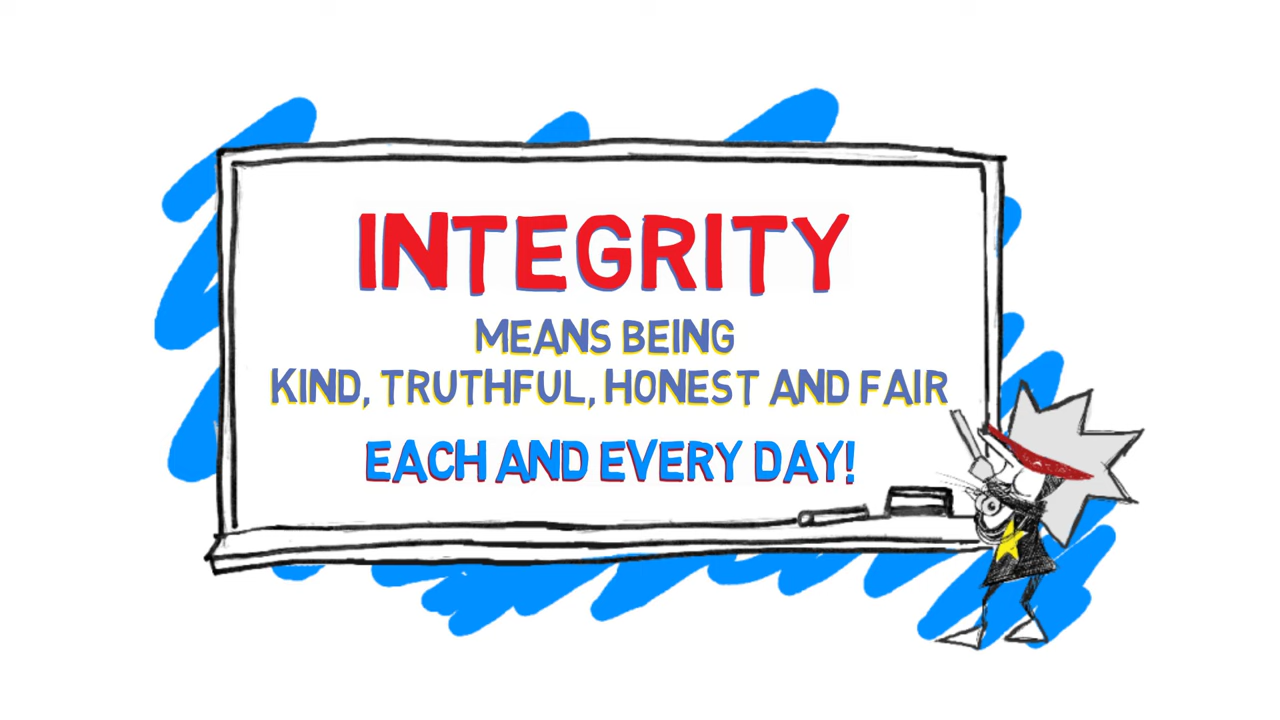 INTEGRITY
MEANS BEING
KIND, TRUTHFUL, HONEST AND FAIR
EACH AND EVERY DAY!